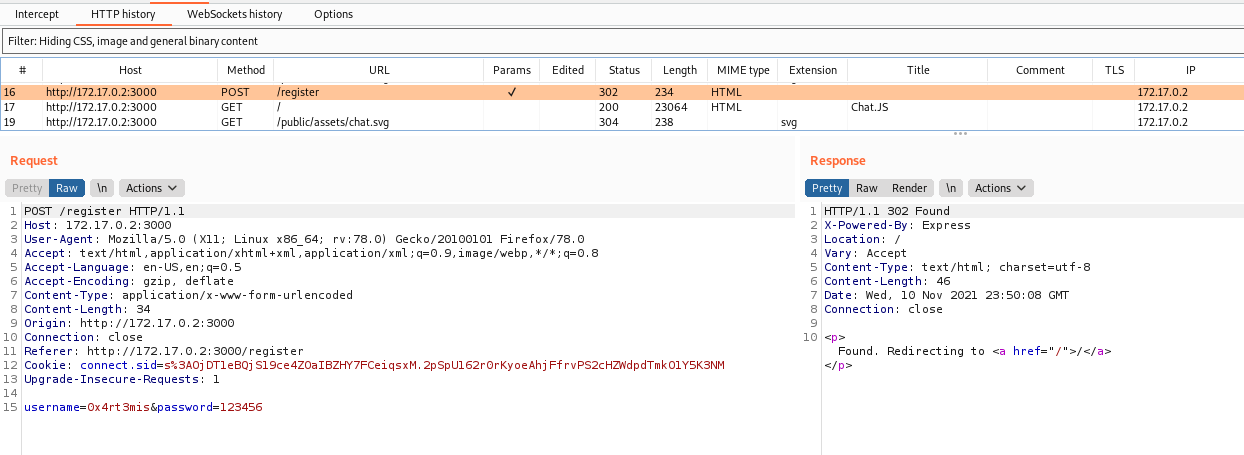 Intercept HTTP history WebSockets history Options
Filter: Hiding CSS, image and general binary content
# Host Method URL Params Edited Status Length MIME type Extension Title Comment TLS IP
16 http://172.17.0.2:3000 POST /register ✓ 302 234 HTML 172.17.0.2
17 http://172.17.0.2:3000 GET / 200 23064 HTML Chat.JS 172.17.0.2
19 http://172.17.0.2:3000 GET /public/assets/chat.svg 304 238 svg 172.17.0.2
Request
Pretty Raw \n Actions
1 POST /register HTTP/1.1
2 Host: 172.17.0.2:3000
3 User-Agent: Mozilla/5.0 (X11; Linux x86_64; rv:78.0) Gecko/20100101 Firefox/78.0
4 Accept: text/html,application/xhtml+xml,application/xml;q=0.9,image/webp,*/*;q=0.8
5 Accept-Language: en-US,en;q=0.5
6 Accept-Encoding: gzip, deflate
7 Content-Type: application/x-www-form-urlencoded
8 Content-Length: 34
9 Origin: http://172.17.0.2:3000
10 Connection: close
11 Referer: http://172.17.0.2:3000/register
12 Cookie: connect.sid=s%3AOjDT1eBQjS19ce4ZOaIBZHY7FCeiqsxM.2pSpUl62r0rKyoeAhjFfrvPS2cHZWdpdTmkO1Y5K3NM
13 Upgrade-Insecure-Requests: 1
14
15 username=0x4rt3mis&password=123456
Response
Pretty Raw Render \n Actions
1 HTTP/1.1 302 Found
2 X-Powered-By: Express
3 Location: /
4 Vary: Accept
5 Content-Type: text/html; charset=utf-8
6 Content-Length: 46
7 Date: Wed, 10 Nov 2021 23:50:08 GMT
8 Connection: close
9
10 <p>
Found. Redirecting to <a href="/">/</a>
</p>